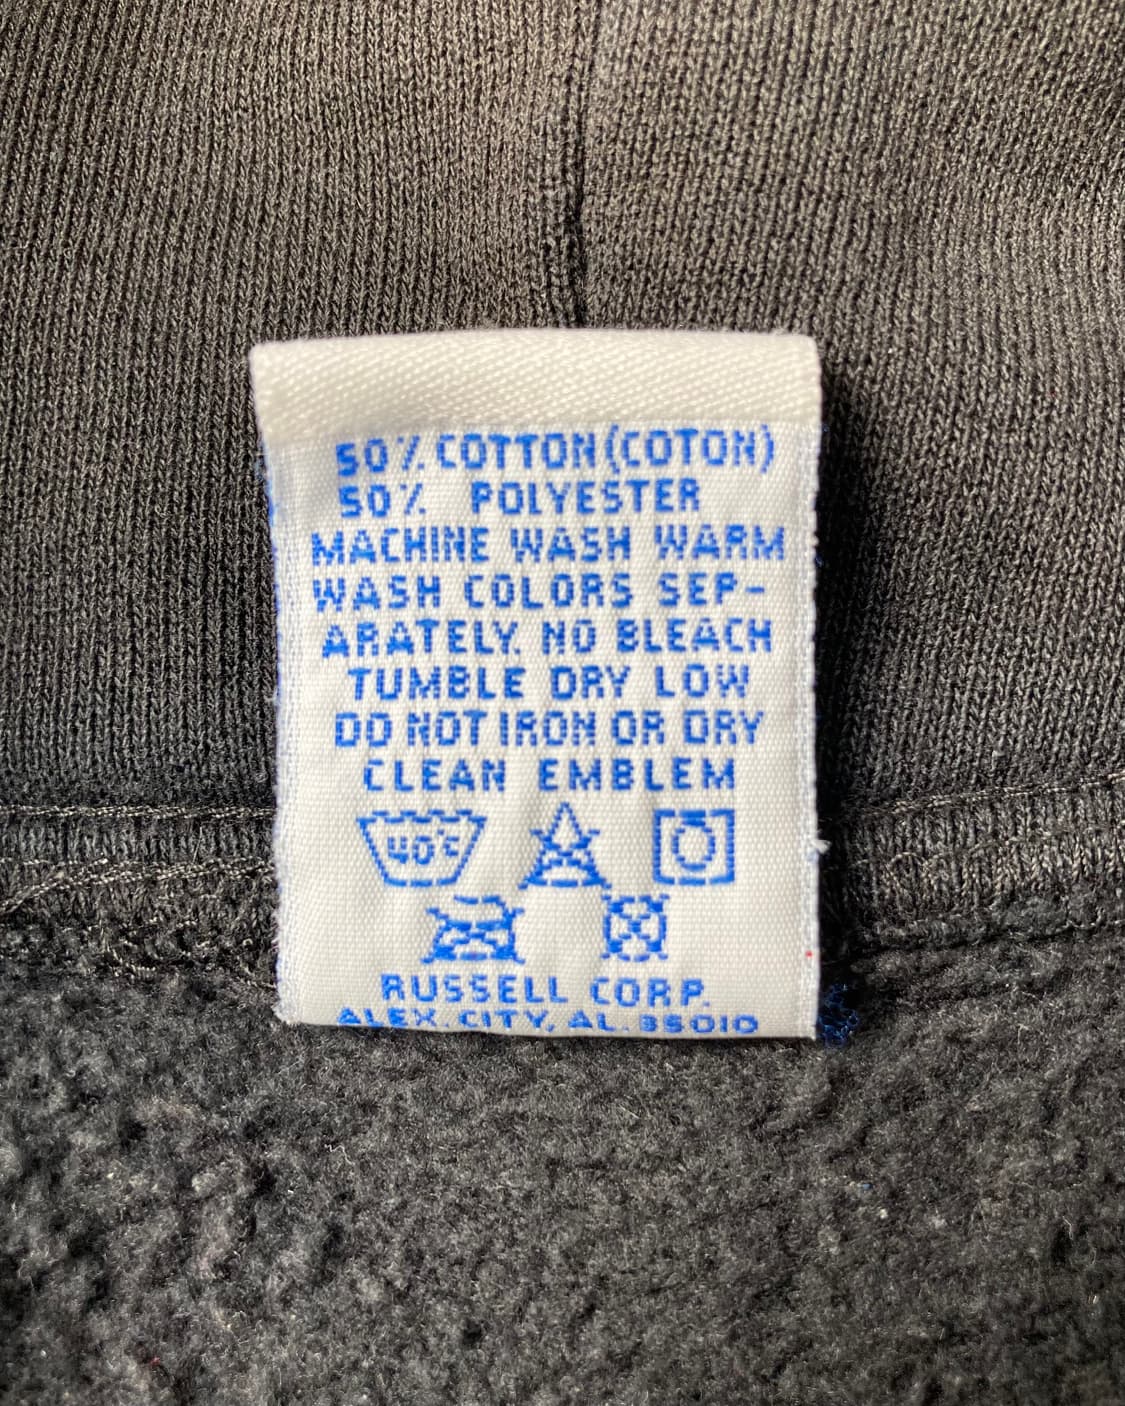 50% COTTON (COTON)
50% POLYESTER
MACHINE WASH WARM
WASH COLORS SEP-
ARATELY. NO BLEACH
TUMBLE DRY LOW
DO NOT IRON OR DRY
CLEAN EMBLEM
40°C
RUSSELL CORP.
ALEX. CITY, AL. 35010